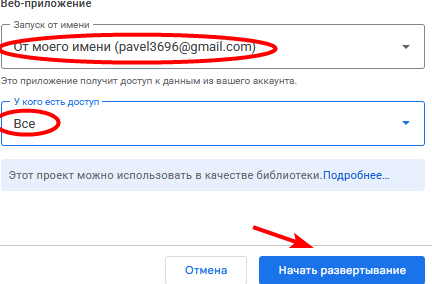 Веб-приложение
Запуск от имени
От моего имени (pavel3696@gmail.com)
Это приложение получит доступ к данным из вашего аккаунта.
У кого есть доступ
Все
Этот проект можно использовать в качестве библиотеки.Подробнее…
Отмена
Начать развертывание